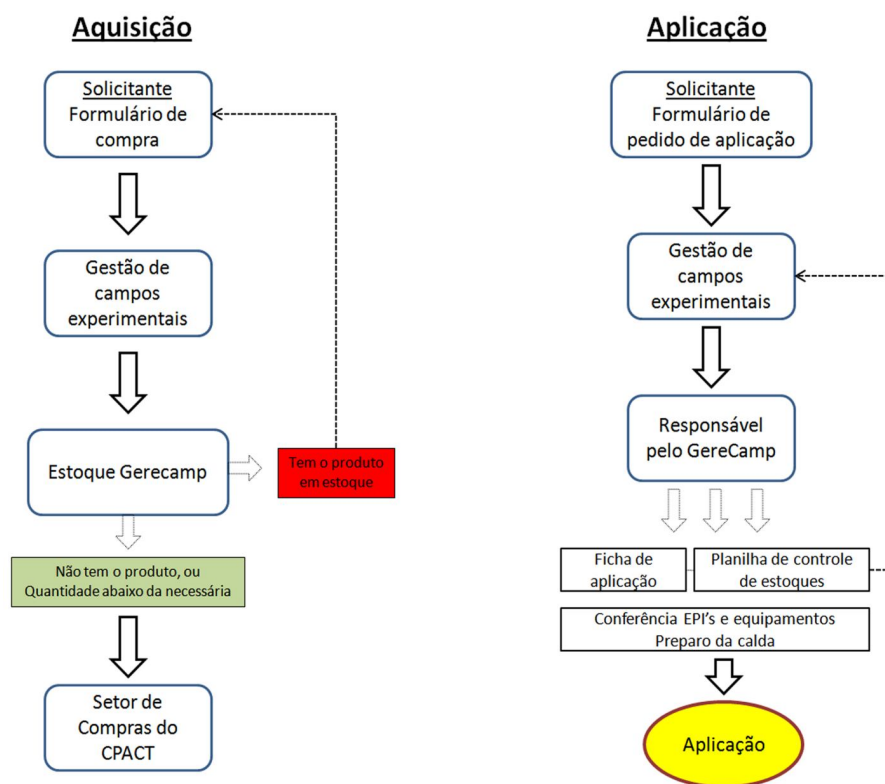 Aquisição
Solicitante
Formulário de
compra
Gestão de
campos
experimentais
Estoque Gerecamp
Tem o produto
em estoque
Não tem o produto, ou
Quantidade abaixo da necessária
Setor de
Compras do
CPACT
Aplicação
Solicitante
Formulário de
pedido de aplicação
Gestão de
campos
experimentais
Responsável
pelo GereCamp
Ficha de
aplicação
Planilha de controle
de estoques
Conferência EPI's e equipamentos
Preparo da calda
Aplicação